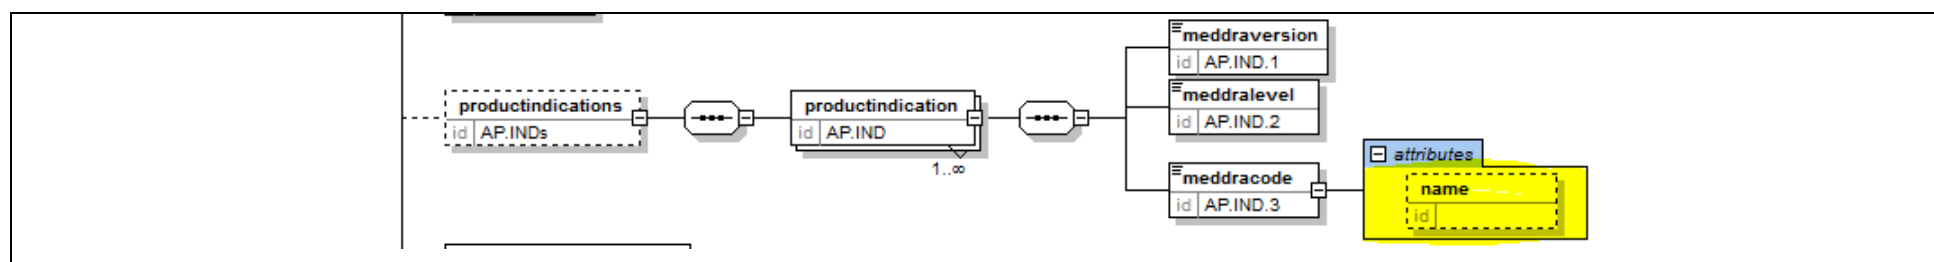 meddraversion
id AP.IND.1
meddralevel
id AP.IND.2
productindications
id AP.INDs
productindication
id AP.IND
1..∞
meddracode
id AP.IND.3
attributes
name
id